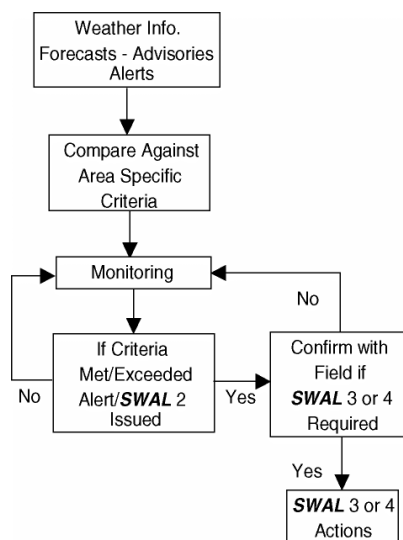 Weather Info.
Forecasts - Advisories
Alerts
Compare Against
Area Specific
Criteria
Monitoring
No
If Criteria
Met/Exceeded
Alert/SWAL 2
Issued
No
Yes
Confirm with
Field if
SWAL 3 or 4
Required
Yes
SWAL 3 or 4
Actions